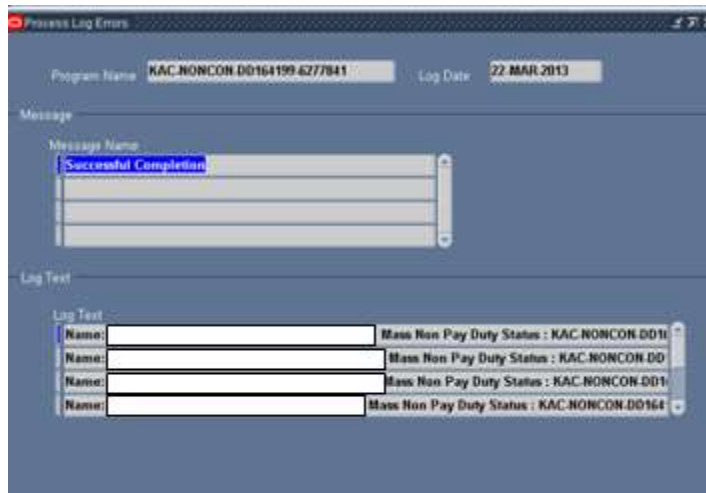 Process Log Errors
Program Name KAC-NONCON-DD164199-6277841 Log Date 22-MAR-2013
Message
Message Name
Successful Completion
Log Text
Log Text
Name: Mass Non Pay Duty Status : KAC-NONCON-DD1
Name: Mass Non Pay Duty Status : KAC-NONCON-DD
Name: Mass Non Pay Duty Status : KAC-NONCON-DD1
Name: Mass Non Pay Duty Status : KAC-NONCON-DD164